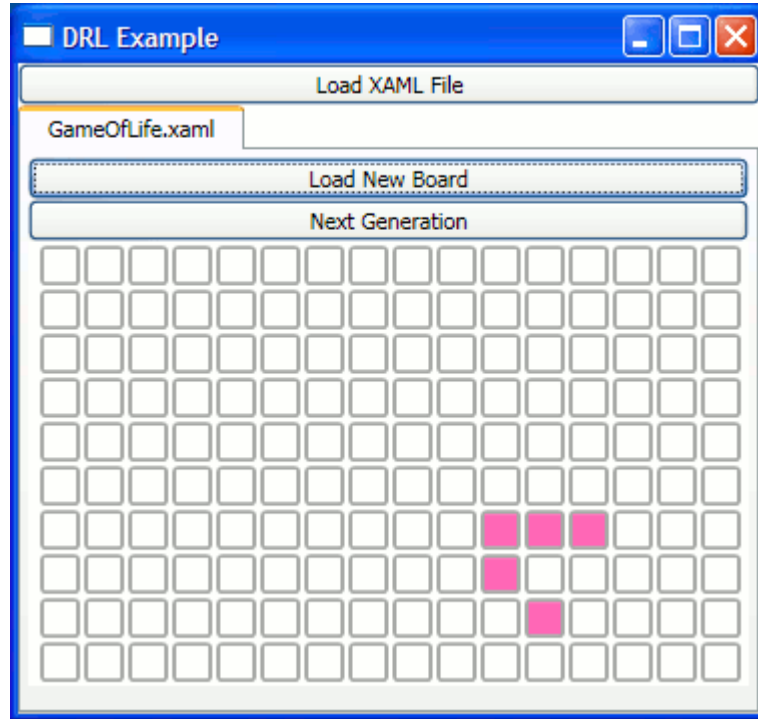 DRL Example
Load XAML File
GameOfLife.xaml
Load New Board
Next Generation